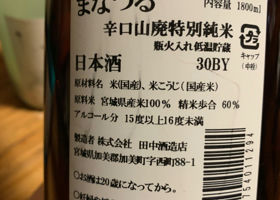 まなつる
内容量 1800ml
辛口山廃特別純米
瓶火入れ低温貯蔵
キャップ
(中栓)
日本酒 30BY
原材料名 米(国産)、米こうじ(国産米)
原料米 宮城県産米100% 精米歩合 60%
アルコール分 15度以上16度未満
製造者 株式会社 田中酒造店
宮城県加美郡加美町字西町88-1
○お酒は20歳になってから。
754011294